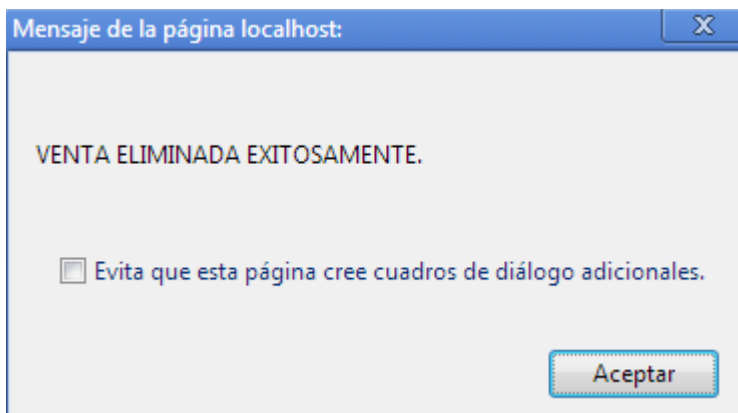 Mensaje de la página localhost:
VENTA ELIMINADA EXITOSAMENTE.
Evita que esta página cree cuadros de diálogo adicionales.
Aceptar